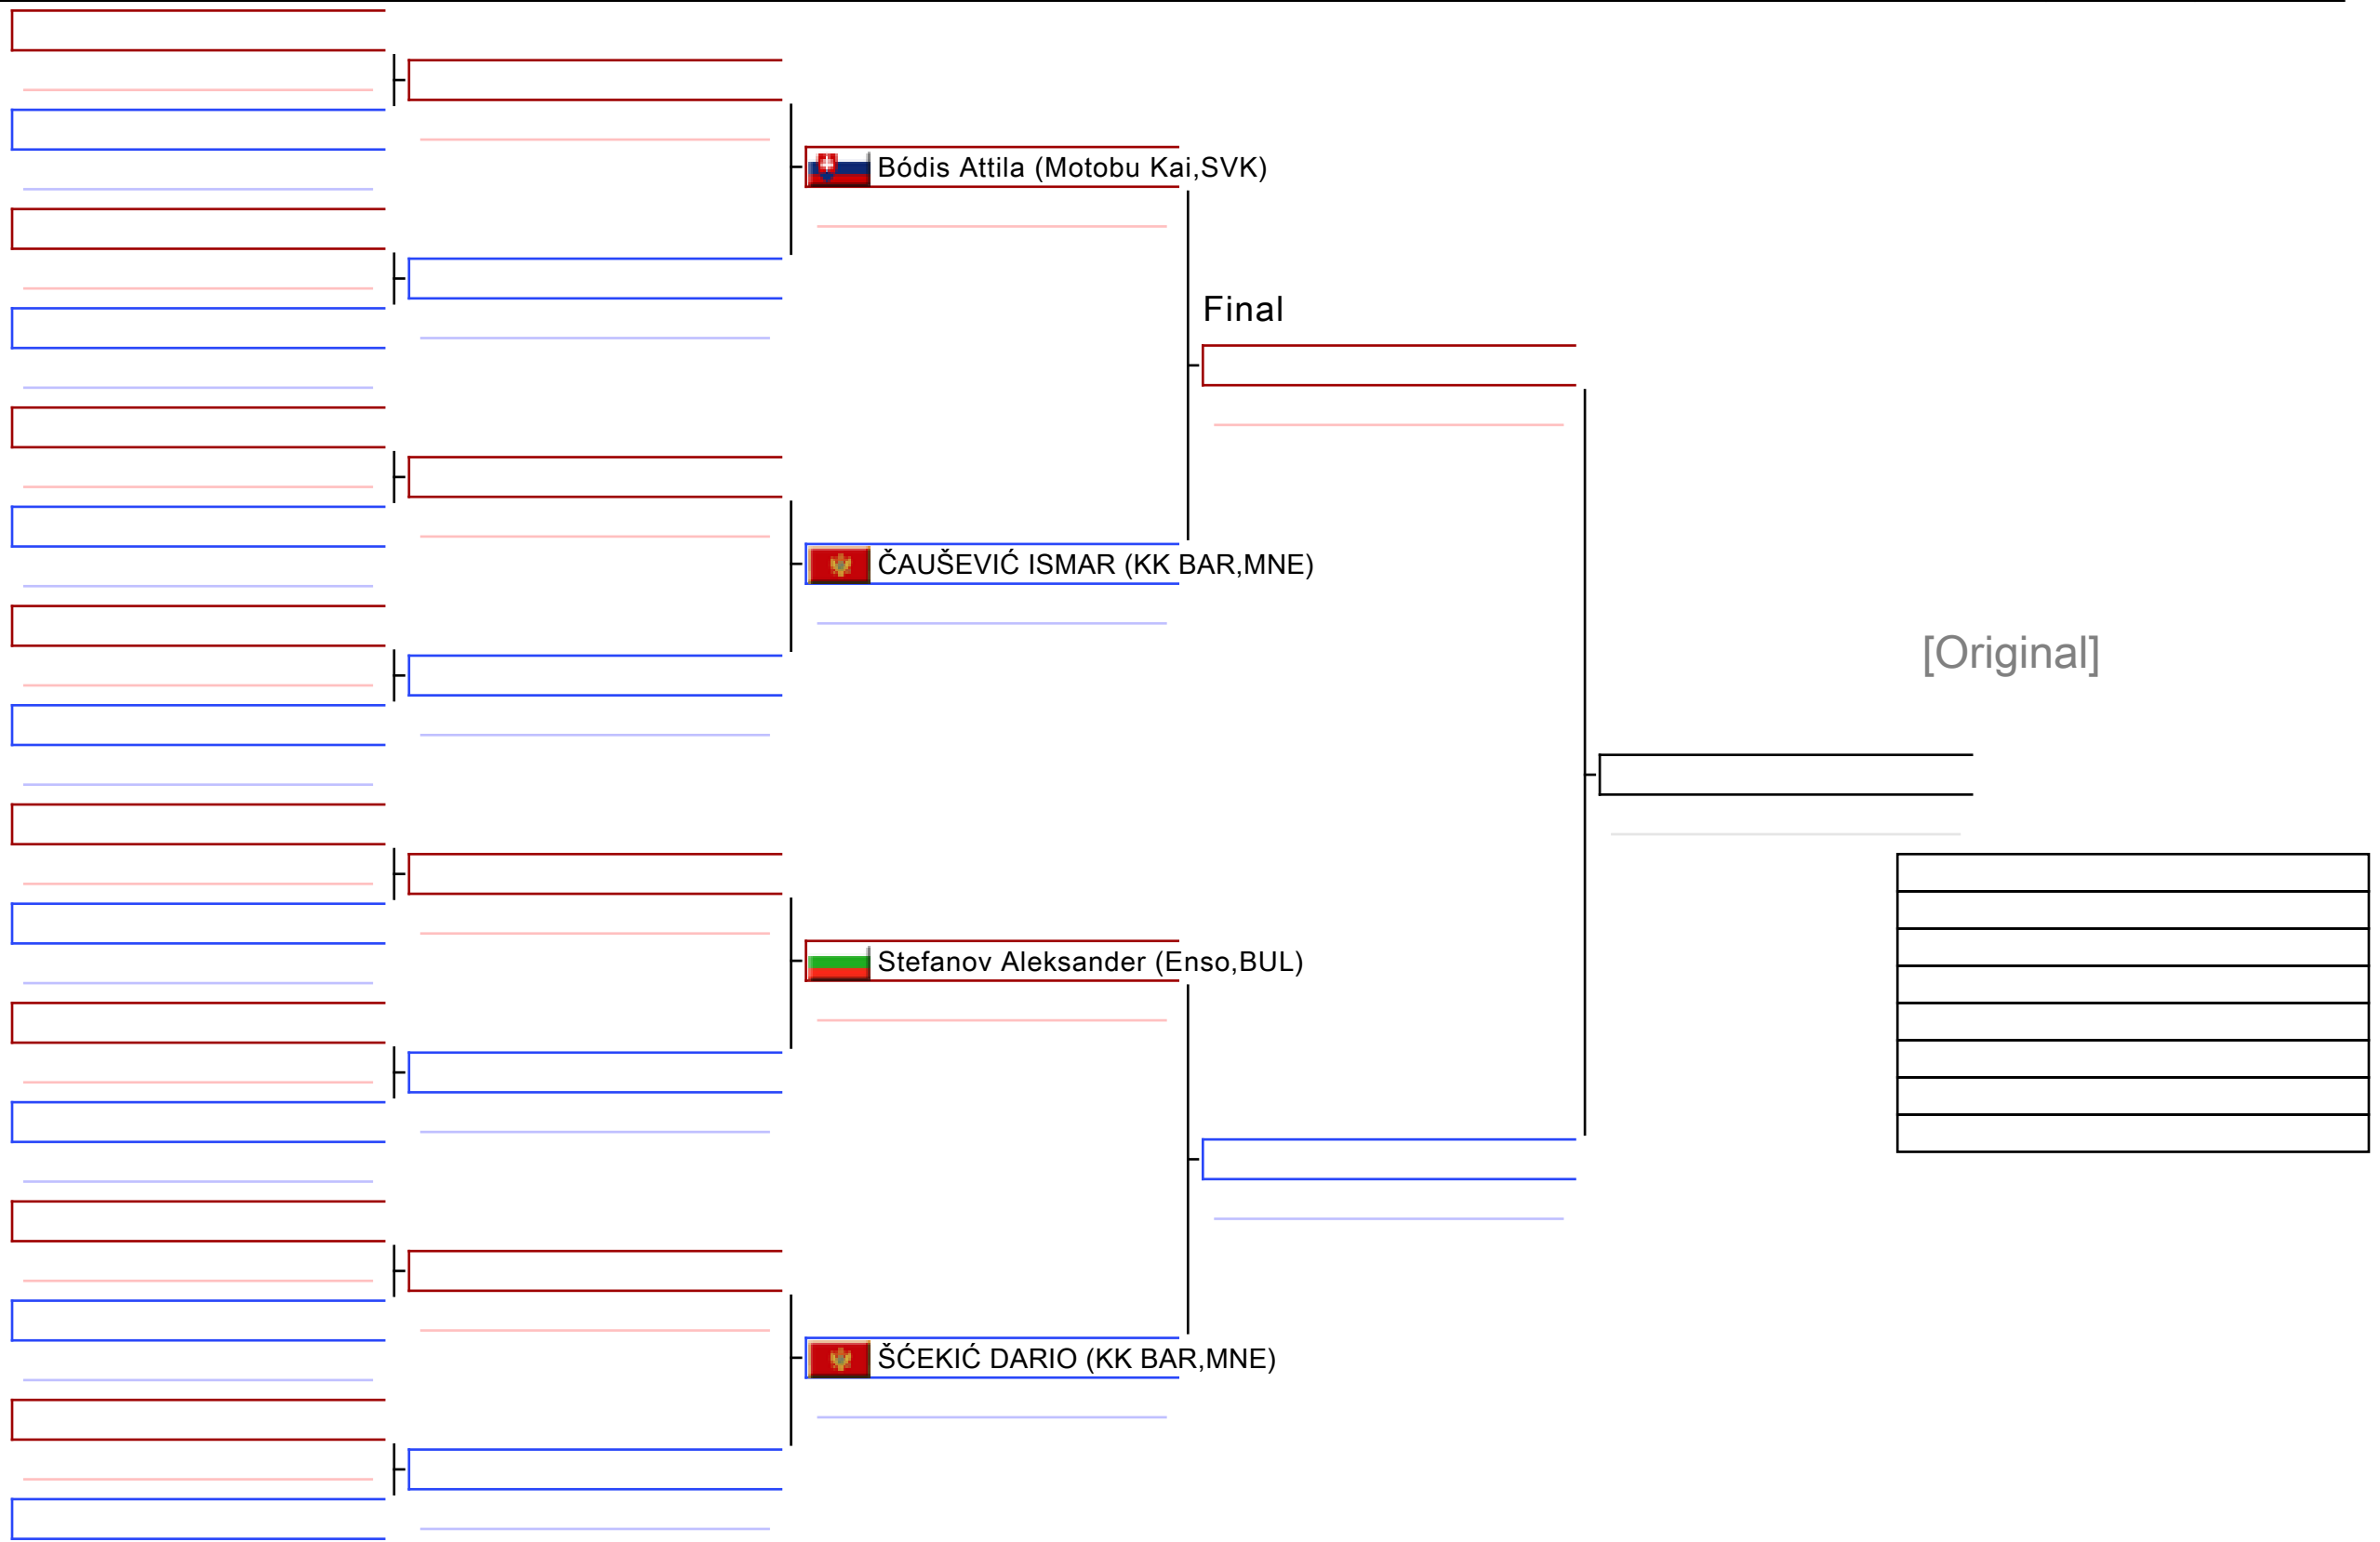 Bódis Attila (Motobu Kai,SVK)
Final
ČAUŠEVIĆ ISMAR (KK BAR,MNE)
[Original]
Stefanov Aleksander (Enso,BUL)
ŠĆEKIĆ DARIO (KK BAR,MNE)